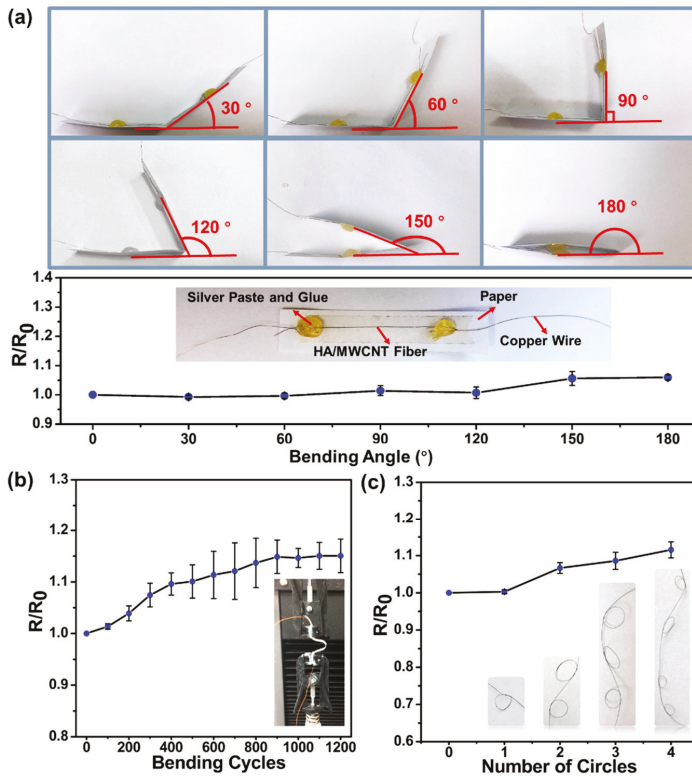 (a)
30 °
60 °
90 °
120 °
150 °
180 °
1.4
1.3
1.2
1.1
1.0
0.9
R/R0
Silver Paste and Glue
Paper
HA/MWCNT Fiber
Copper Wire
0 30 60 90 120 150 180
Bending Angle (°)
(b)
1.3
1.2
1.1
1.0
0.9
0.8
R/R0
0 200 400 600 800 1000 1200
Bending Cycles
(c)
1.3
1.2
1.1
1.0
0.9
0.8
0.7
0.6
R/R0
0 1 2 3 4
Number of Circles